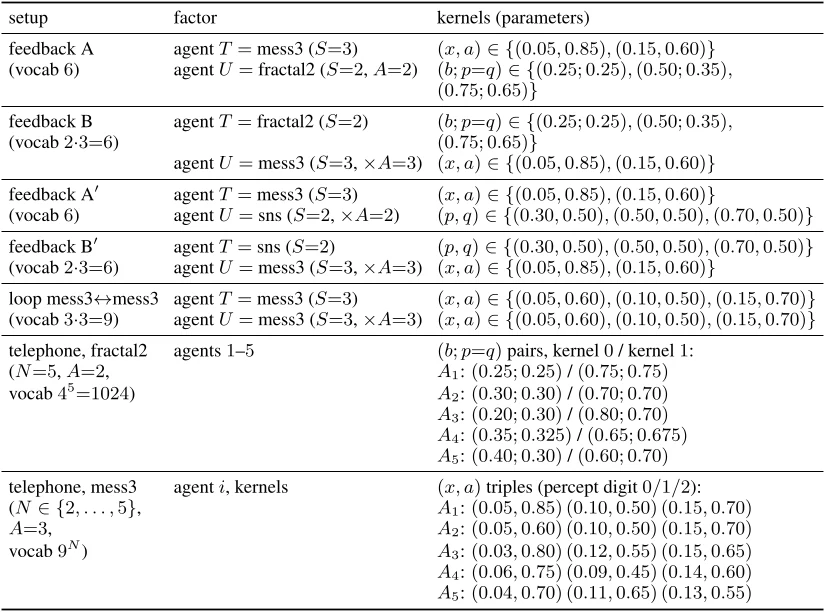 setup factor kernels (parameters)
feedback A agent T = mess3 (S=3) (x, a) ∈ {(0.05, 0.85), (0.15, 0.60)}
(vocab 6) agent U = fractal2 (S=2, A=2) (b; p=q) ∈ {(0.25; 0.25), (0.50; 0.35),
(0.75; 0.65)}
feedback B agent T = fractal2 (S=2) (b; p=q) ∈ {(0.25; 0.25), (0.50; 0.35),
(vocab 2·3=6) (0.75; 0.65)}
agent U = mess3 (S=3, ×A=3) (x, a) ∈ {(0.05, 0.85), (0.15, 0.60)}
feedback A′ agent T = mess3 (S=3) (x, a) ∈ {(0.05, 0.85), (0.15, 0.60)}
(vocab 6) agent U = sns (S=2, ×A=2) (p, q) ∈ {(0.30, 0.50), (0.50, 0.50), (0.70, 0.50)}
feedback B′ agent T = sns (S=2) (p, q) ∈ {(0.30, 0.50), (0.50, 0.50), (0.70, 0.50)}
(vocab 2·3=6) agent U = mess3 (S=3, ×A=3) (x, a) ∈ {(0.05, 0.85), (0.15, 0.60)}
loop mess3↔mess3 agent T = mess3 (S=3) (x, a) ∈ {(0.05, 0.60), (0.10, 0.50), (0.15, 0.70)}
(vocab 3·3=9) agent U = mess3 (S=3, ×A=3) (x, a) ∈ {(0.05, 0.60), (0.10, 0.50), (0.15, 0.70)}
telephone, fractal2 agents 1–5 (b; p=q) pairs, kernel 0 / kernel 1:
(N=5, A=2, A₁: (0.25; 0.25) / (0.75; 0.75)
vocab 4⁵=1024) A₂: (0.30; 0.30) / (0.70; 0.70)
A₃: (0.20; 0.30) / (0.80; 0.70)
A₄: (0.35; 0.325) / (0.65; 0.675)
A₅: (0.40; 0.30) / (0.60; 0.70)
telephone, mess3 agent i, kernels (x, a) triples (percept digit 0/1/2):
(N ∈ {2, . . . , 5}, A₁: (0.05, 0.85) (0.10, 0.50) (0.15, 0.70)
A=3, A₂: (0.05, 0.60) (0.10, 0.50) (0.15, 0.70)
vocab 9ᴺ) A₃: (0.03, 0.80) (0.12, 0.55) (0.15, 0.65)
A₄: (0.06, 0.75) (0.09, 0.45) (0.14, 0.60)
A₅: (0.04, 0.70) (0.11, 0.65) (0.13, 0.55)